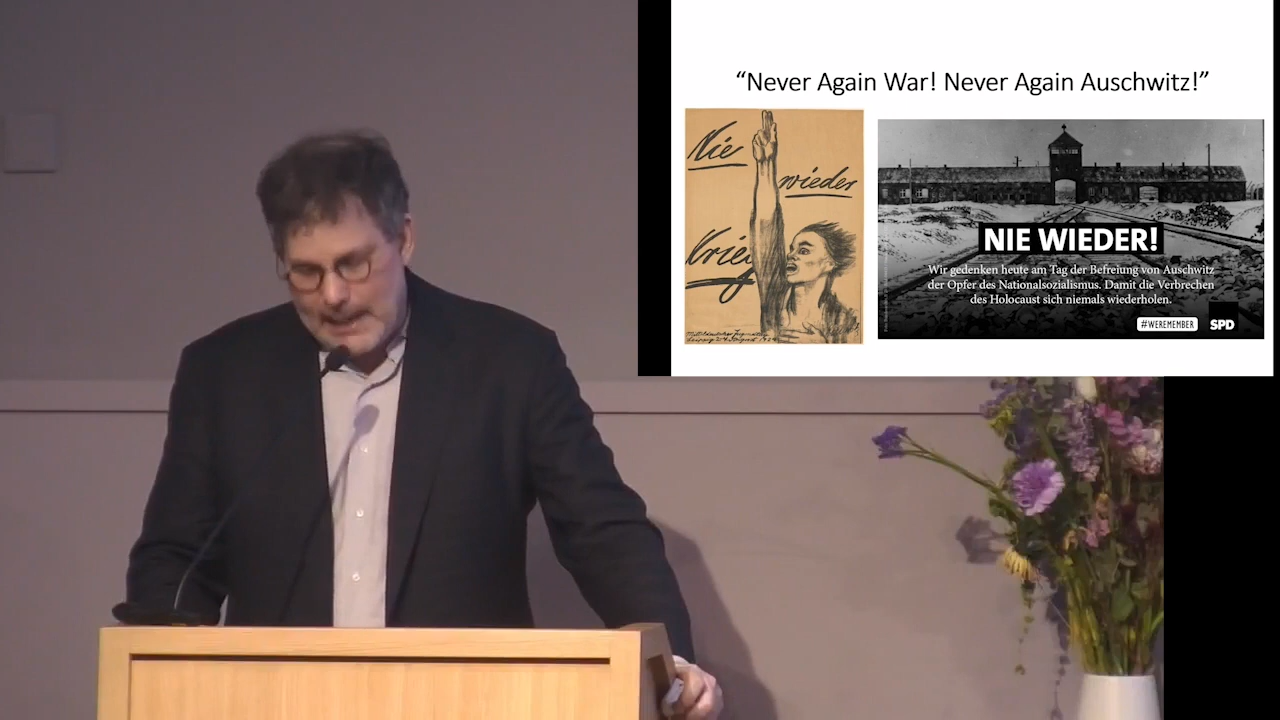 “Never Again War! Never Again Auschwitz!”
Nie
wieder
Krieg
NIE WIEDER!
Wir gedenken heute am Tag der Befreiung von Auschwitz
der Opfer des Nationalsozialismus. Damit die Verbrechen
des Holocaust sich niemals wiederholen.
#WEREMEMBER
SPD